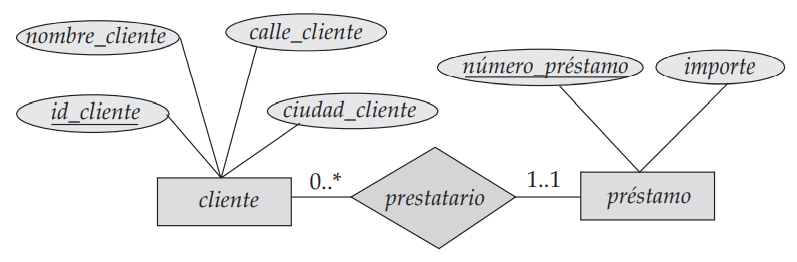 nombre_cliente
calle_cliente
id_cliente
ciudad_cliente
número_préstamo
importe
cliente
0..*
prestatario
1..1
préstamo